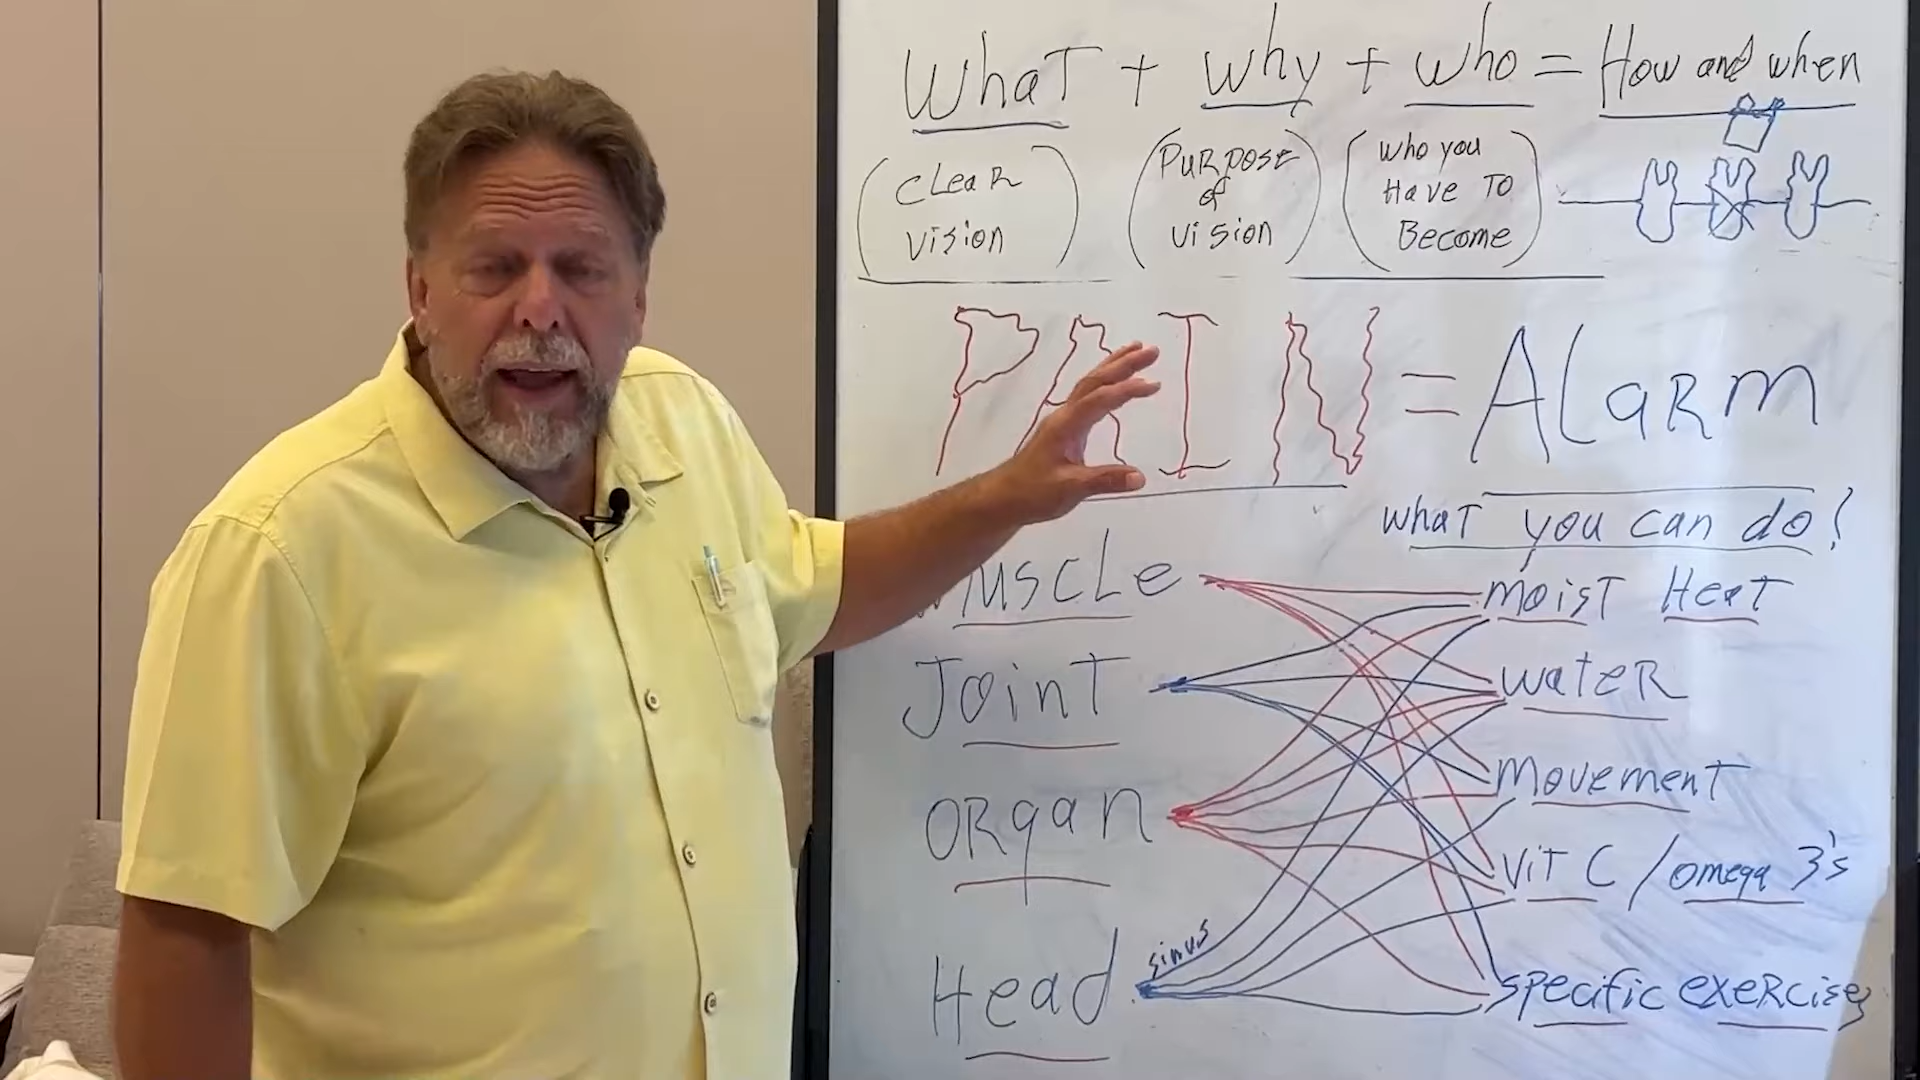 What + why + who = How and when
(Clear vision)
(Purpose of vision)
(who you Have To Become)
PAIN = ALarm
what you can do?
Muscle
Joint
Organ
Head
sinus
moist Heat
water
movement
vit C / omega 3's
specific exercises